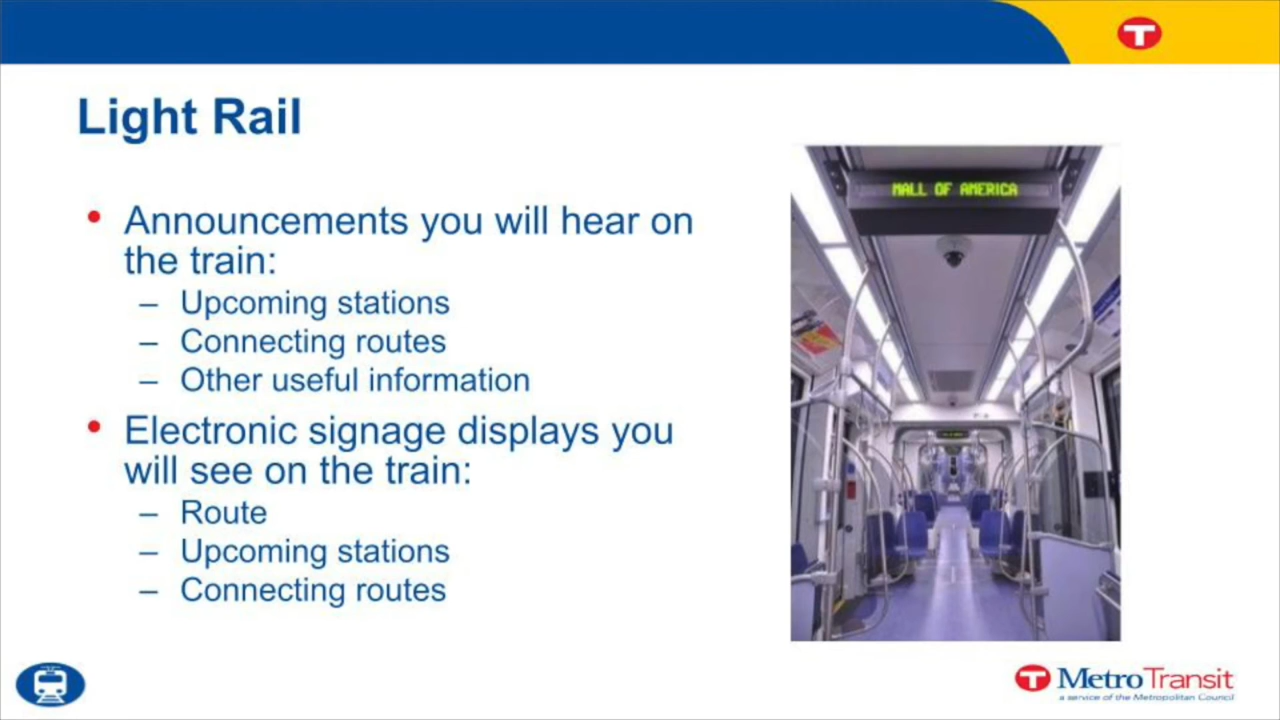 Light Rail
• Announcements you will hear on
the train:
– Upcoming stations
– Connecting routes
– Other useful information
• Electronic signage displays you
will see on the train:
– Route
– Upcoming stations
– Connecting routes
MALL OF AMERICA
T MetroTransit
a service of the Metropolitan Council